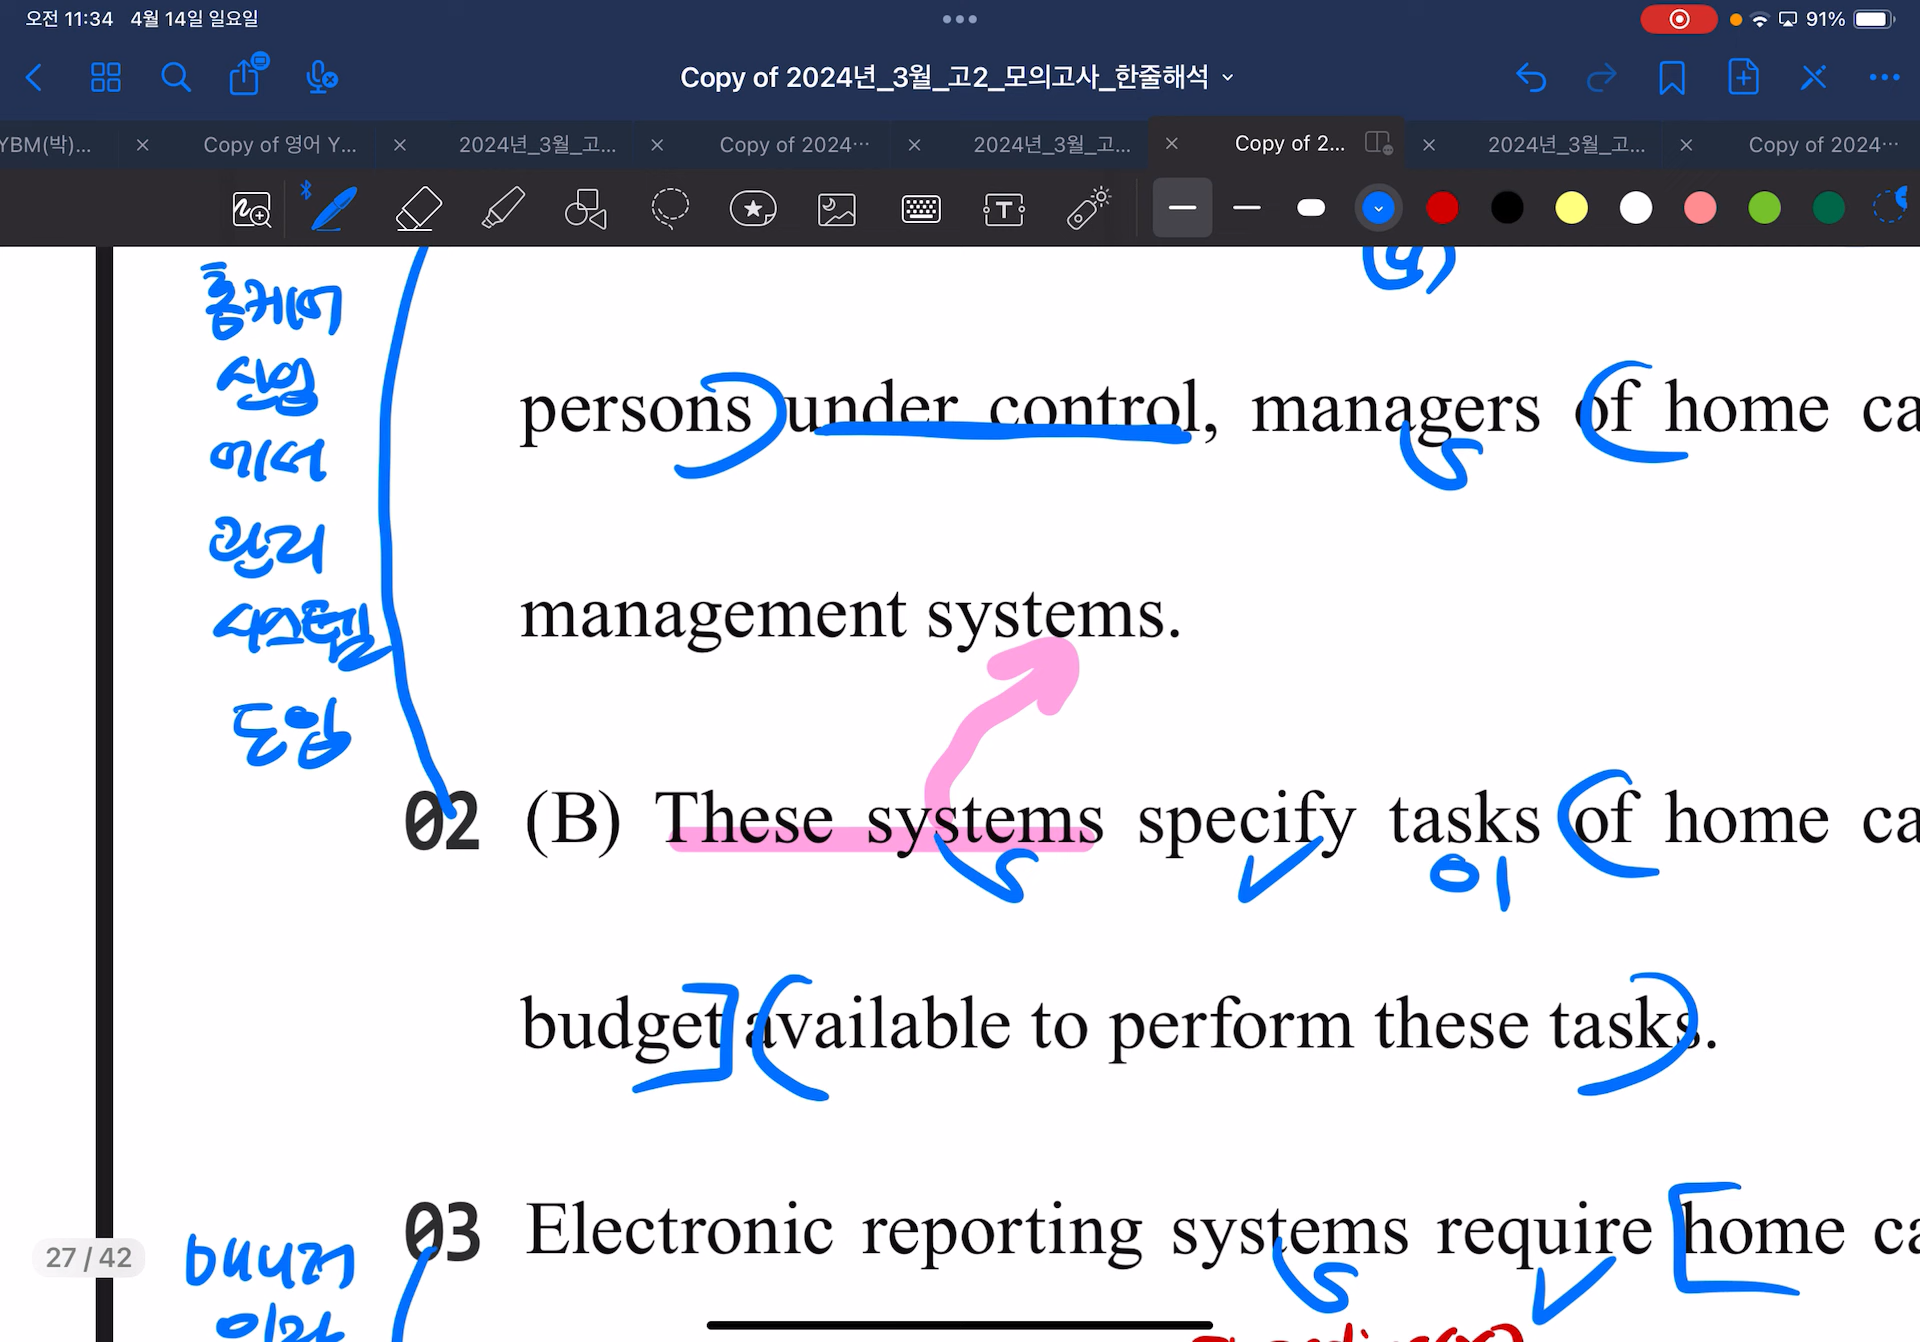 오전 11:34 4월 14일 일요일
91%
Copy of 2024년_3월_고2_모의고사_한줄해석
YBM(박)...
Copy of 영어 Y...
2024년_3월_고...
Copy of 2024...
2024년_3월_고...
Copy of 2...
2024년_3월_고...
Copy of 2024...
홈케어
산업
에서
관리
시스템
도입
persons under control, managers of home ca
S
management systems.
02 (B) These systems specify tasks of home ca
S V 01
budget available to perform these tasks.
03 Electronic reporting systems require home ca
S V
매니저
27 / 42